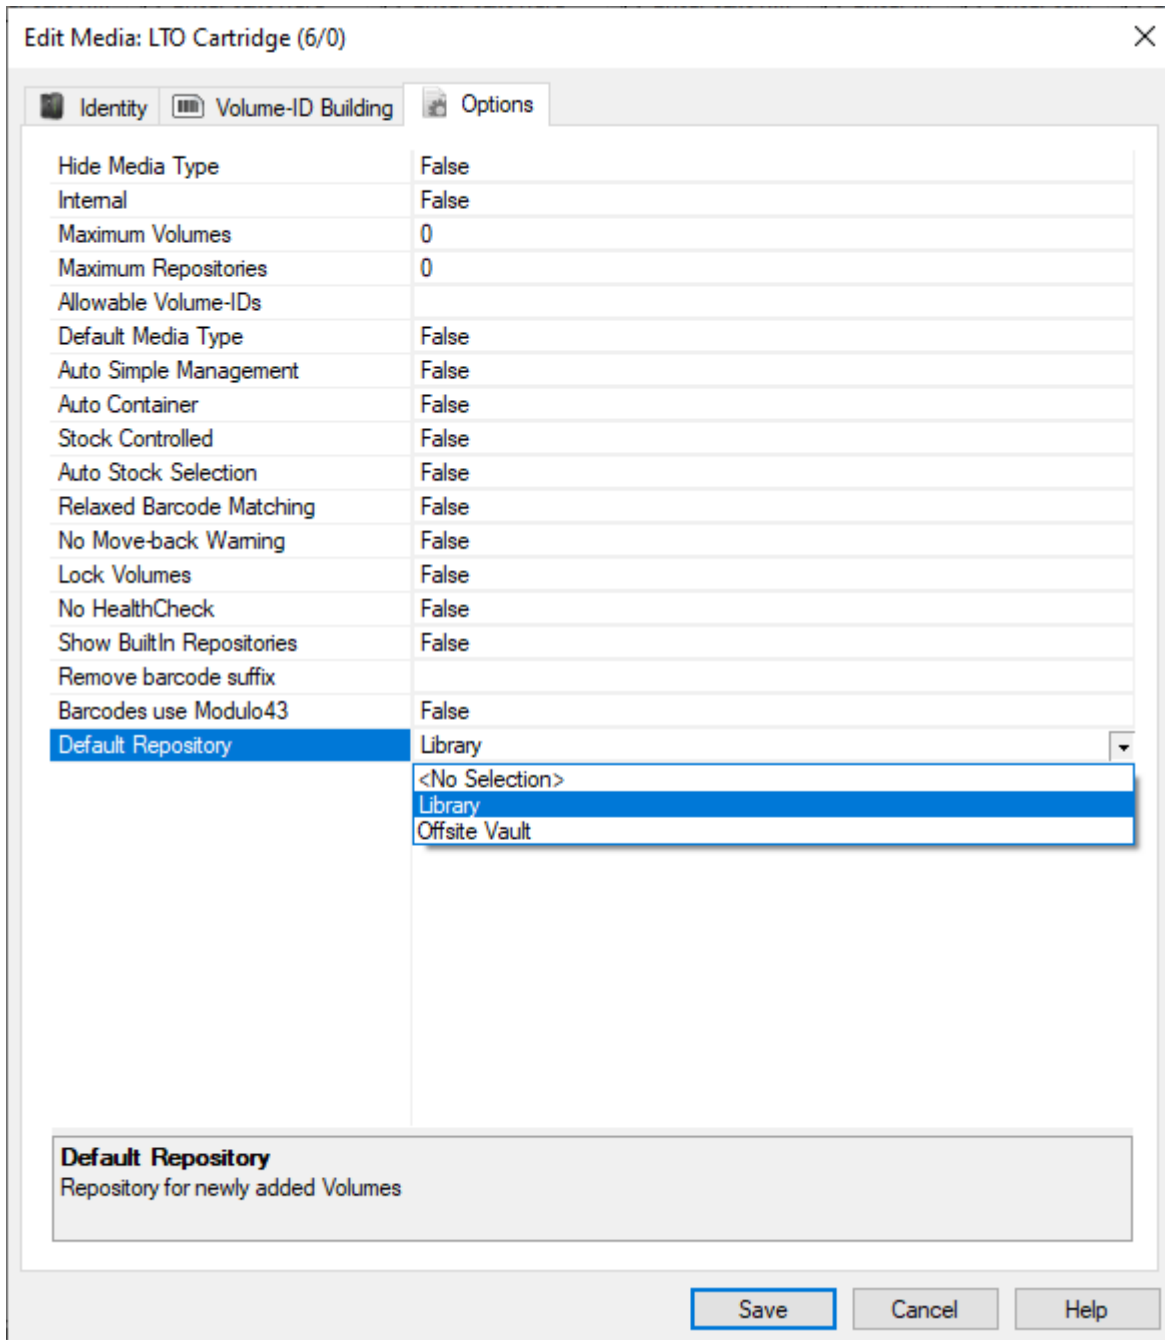 Edit Media: LTO Cartridge (6/0)
Identity Volume-ID Building Options
Hide Media Type False
Internal False
Maximum Volumes 0
Maximum Repositories 0
Allowable Volume-IDs
Default Media Type False
Auto Simple Management False
Auto Container False
Stock Controlled False
Auto Stock Selection False
Relaxed Barcode Matching False
No Move-back Warning False
Lock Volumes False
No HealthCheck False
Show BuiltIn Repositories False
Remove barcode suffix
Barcodes use Modulo43 False
Default Repository Library
<No Selection>
Library
Offsite Vault
Default Repository
Repository for newly added Volumes
Save Cancel Help